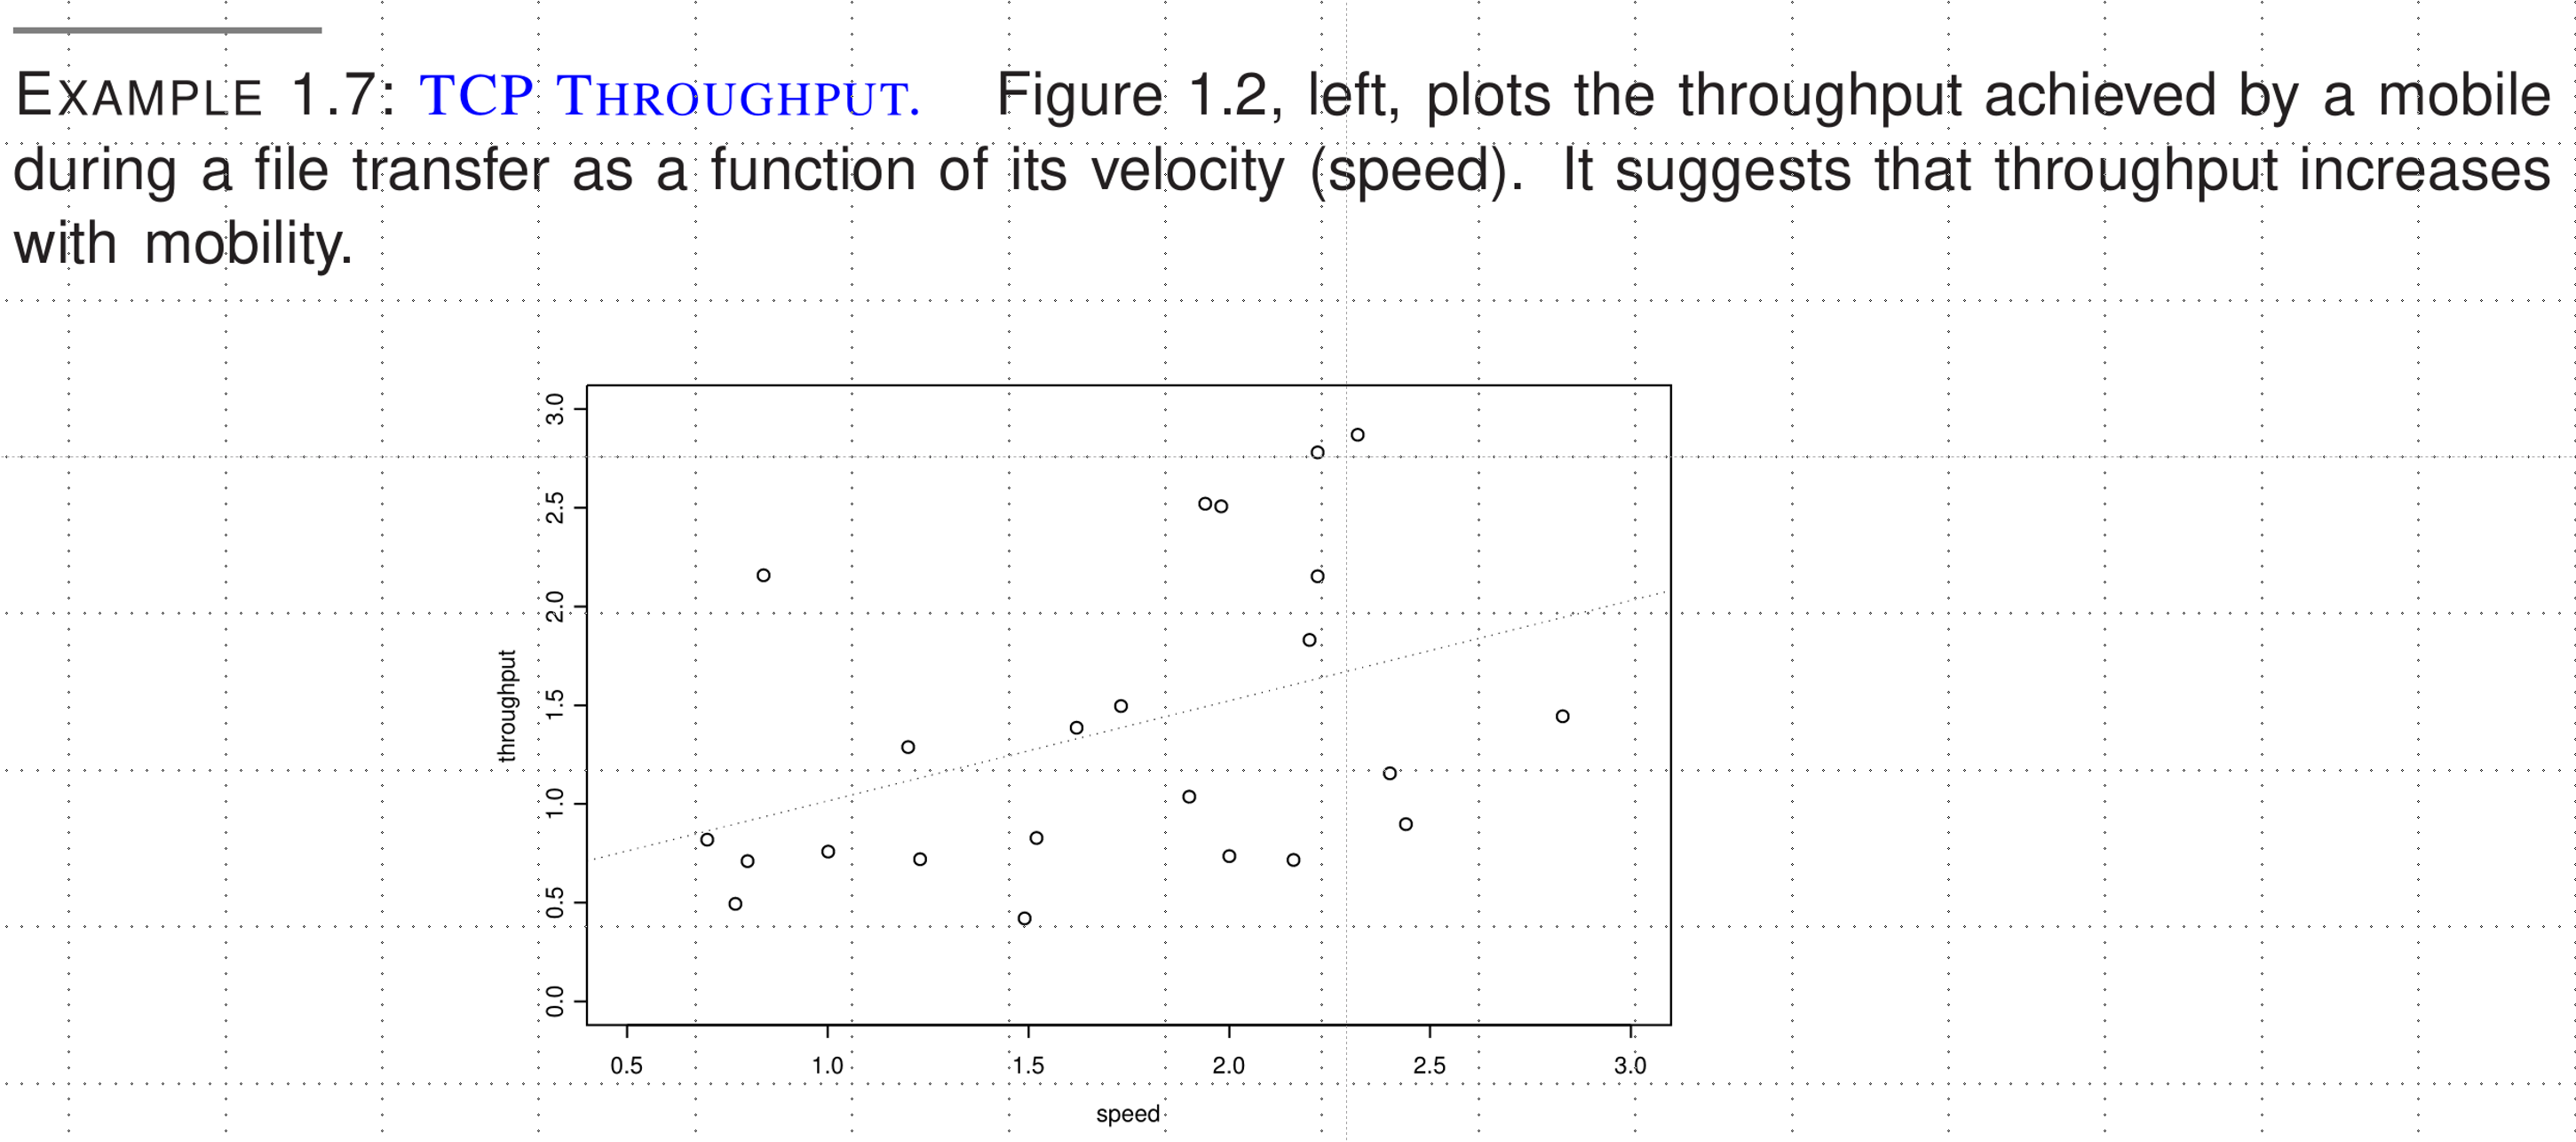 EXAMPLE 1.7: TCP THROUGHPUT. Figure 1.2, left, plots the throughput achieved by a mobile
during a file transfer as a function of its velocity (speed). It suggests that throughput increases
with mobility.
3.0
2.5
2.0
1.5
1.0
0.5
0.0
throughput
0.5 1.0 1.5 2.0 2.5 3.0
speed